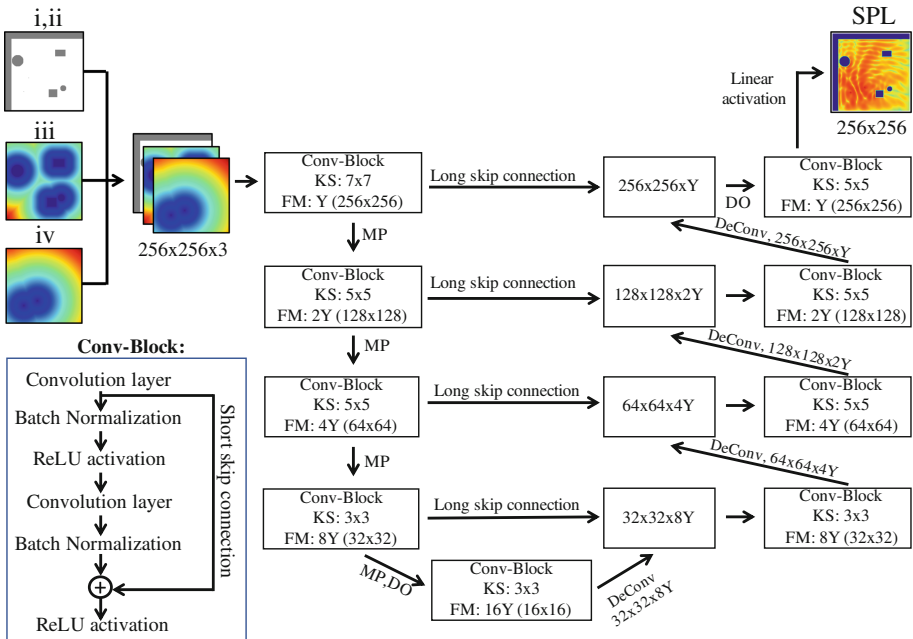 i,ii
iii
iv
256x256x3
Conv-Block
KS: 7x7
FM: Y (256x256)
Long skip connection
256x256xY
DO
Conv-Block
KS: 5x5
FM: Y (256x256)
Linear
activation
SPL
256x256
MP
DeConv, 256x256xY
Conv-Block
KS: 5x5
FM: 2Y (128x128)
Long skip connection
128x128x2Y
Conv-Block
KS: 5x5
FM: 2Y (128x128)
MP
DeConv, 128x128x2Y
Conv-Block
KS: 5x5
FM: 4Y (64x64)
Long skip connection
64x64x4Y
Conv-Block
KS: 5x5
FM: 4Y (64x64)
MP
DeConv, 64x64x4Y
Conv-Block
KS: 3x3
FM: 8Y (32x32)
Long skip connection
32x32x8Y
Conv-Block
KS: 3x3
FM: 8Y (32x32)
MP,DO
Conv-Block
KS: 3x3
FM: 16Y (16x16)
DeConv
32x32x8Y
Conv-Block:
Convolution layer
Batch Normalization
ReLU activation
Convolution layer
Batch Normalization
+
ReLU activation
Short skip connection